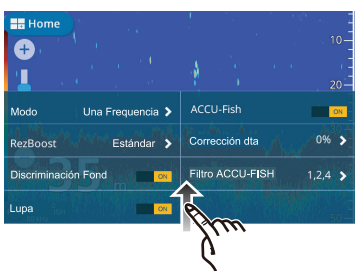 Home
10
20
Modo Una Frequencia
ACCU-Fish ON
RezBoost Estándar
Corrección dta 0%
Discriminación Fond ON
Filtro ACCU-FISH 1,2,4
35 m
Lupa ON